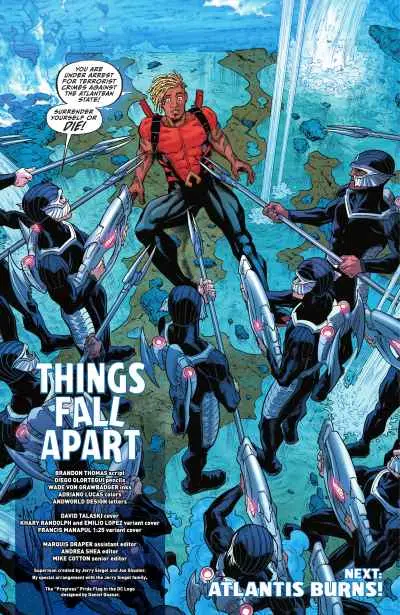 YOU ARE
UNDER ARREST
FOR TERRORIST
CRIMES AGAINST
THE ATLANTEAN
STATE!
SURRENDER
YOURSELF OR
DIE!
THINGS
FALL
APART
BRANDON THOMAS script
DIEGO OLORTEGUI pencils
WADE VON GRAWBADGER inks
ADRIANO LUCAS colors
ANDWORLD DESIGN letters
DAVID TALASKI cover
KHARY RANDOLPH and EMILIO LOPEZ variant cover
FRANCIS MANAPUL 1:25 variant cover
MARQUIS DRAPER assistant editor
ANDREA SHEA editor
MIKE COTTON senior editor
Superman created by Jerry Siegel and Joe Shuster.
By special arrangement with the Jerry Siegel family.
The "Progress" Pride Flag in the DC Logo
designed by Daniel Quasar.
NEXT:
ATLANTIS BURNS!